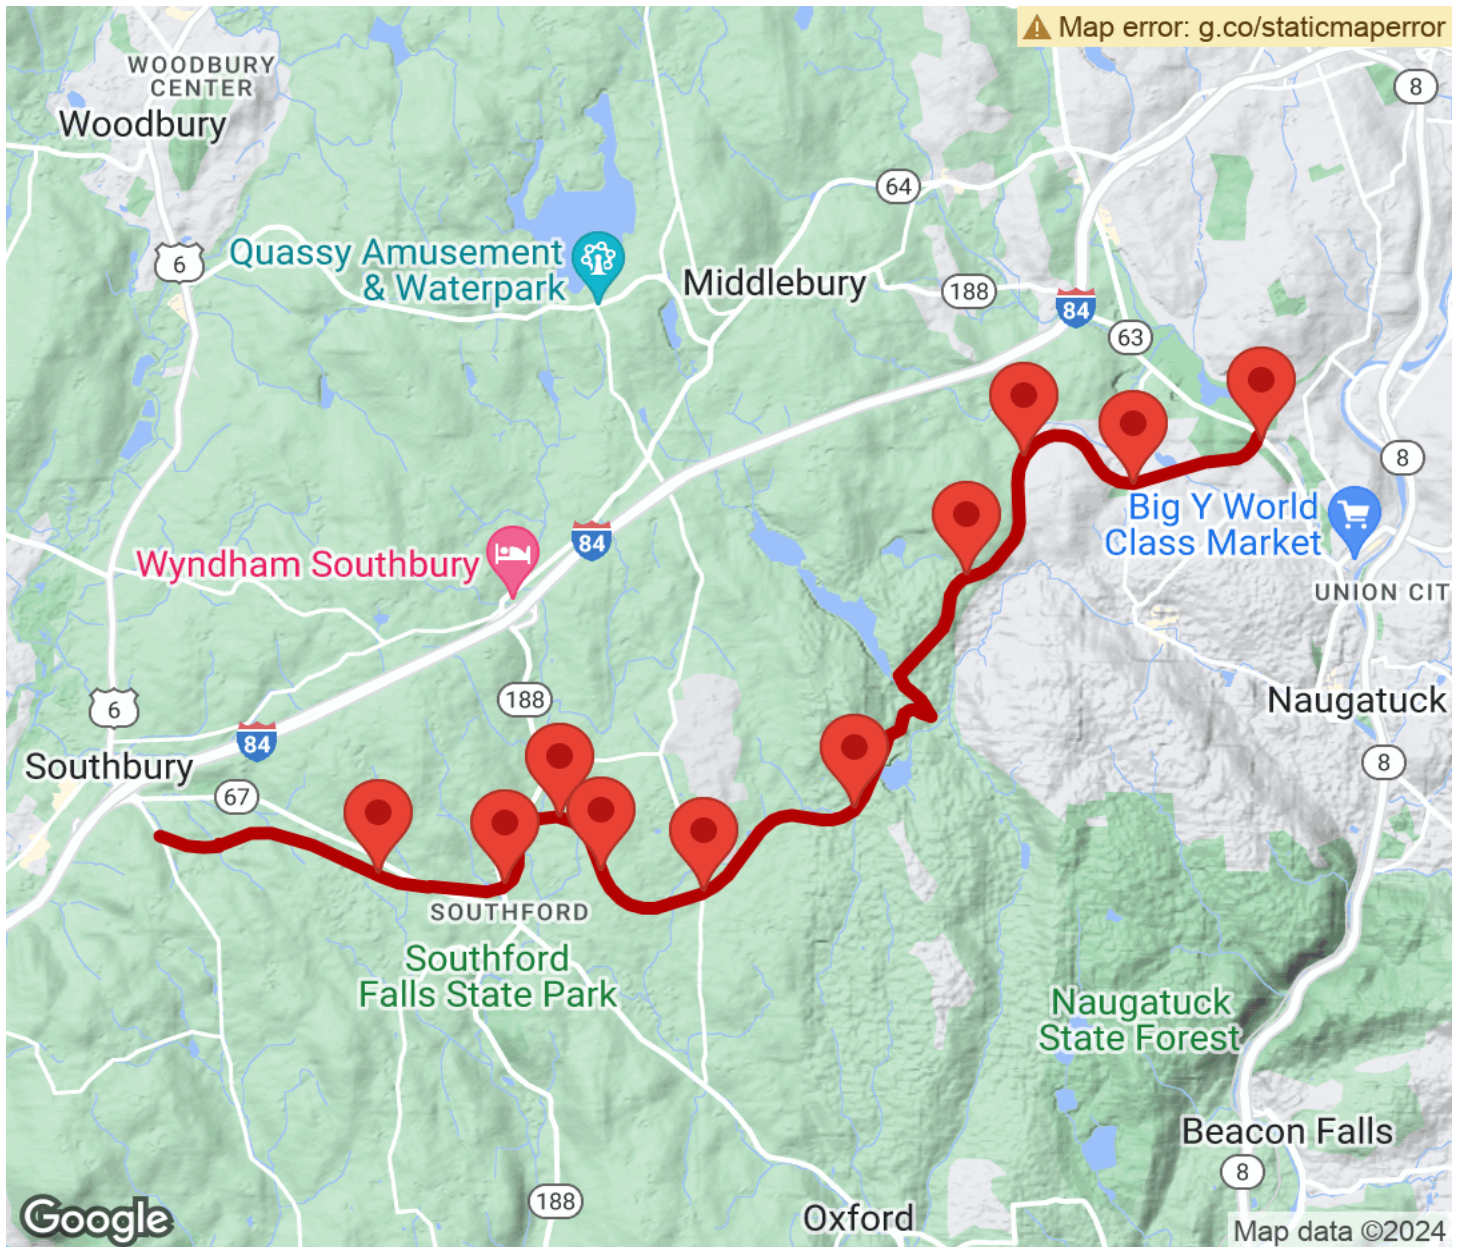 Map error: g.co/staticmaperror
WOODBURY
CENTER
Woodbury
8
64
6
Quassy Amusement
& Waterpark
Middlebury
188
84
63
8
Big Y World
Class Market
84
Wyndham Southbury
UNION CIT
188
6
Naugatuck
84
Southbury
8
67
SOUTHFORD
Southford
Falls State Park
Naugatuck
State Forest
Beacon Falls
8
188
Oxford
Google
Map data ©2024